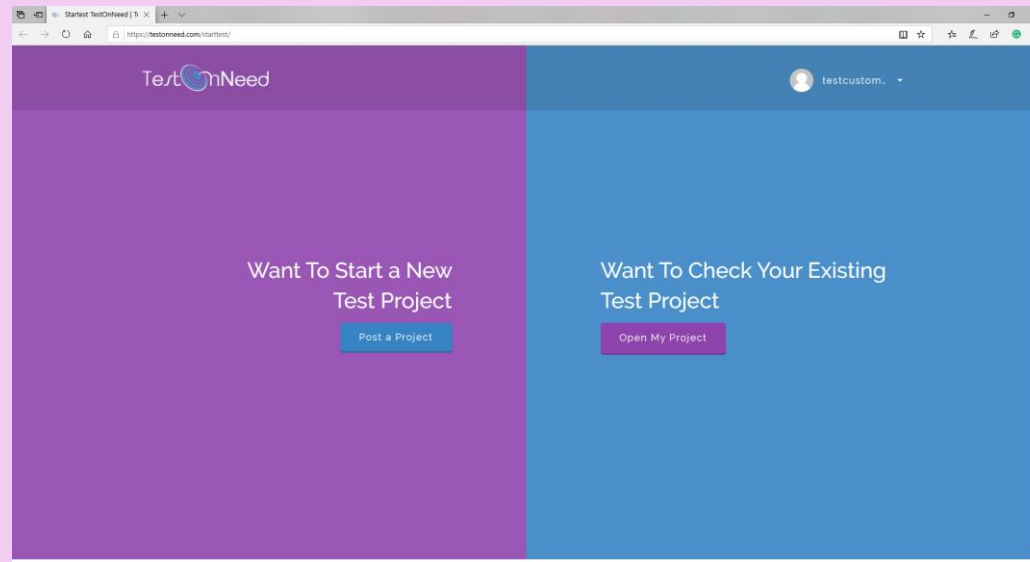 Startest TestOnNeed | Te
https://testonneed.com/starttest/
TestOnNeed
testcustom..
Want To Start a New
Test Project
Post a Project
Want To Check Your Existing
Test Project
Open My Project